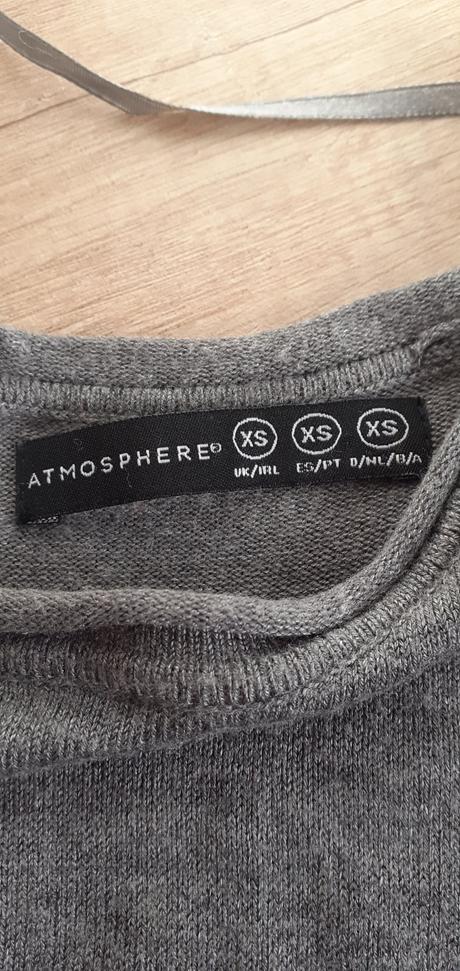 ATMOSPHERE® XS XS XS
UK/IRL ES/PT D/NL/B/A